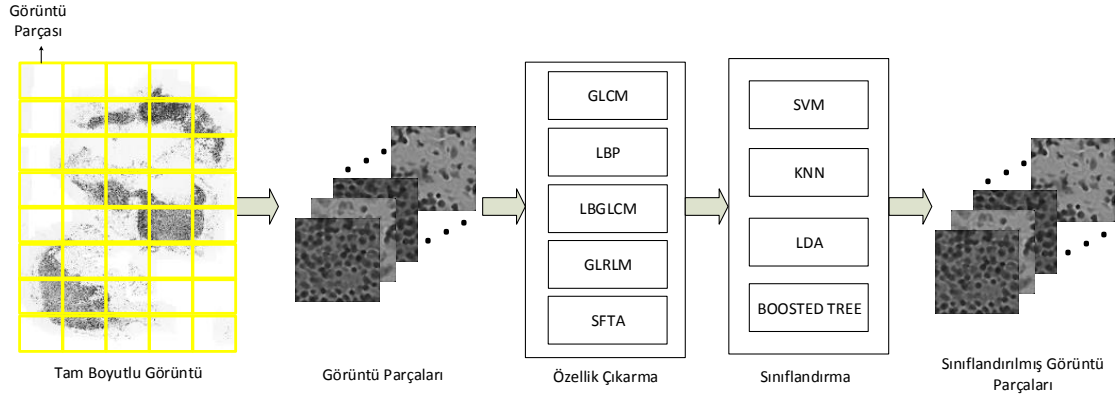 Görüntü
Parçası
Tam Boyutlu Görüntü
Görüntü Parçaları
GLCM
LBP
LBGLCM
GLRLM
SFTA
Özellik Çıkarma
SVM
KNN
LDA
BOOSTED TREE
Sınıflandırma
Sınıflandırılmış Görüntü
Parçaları